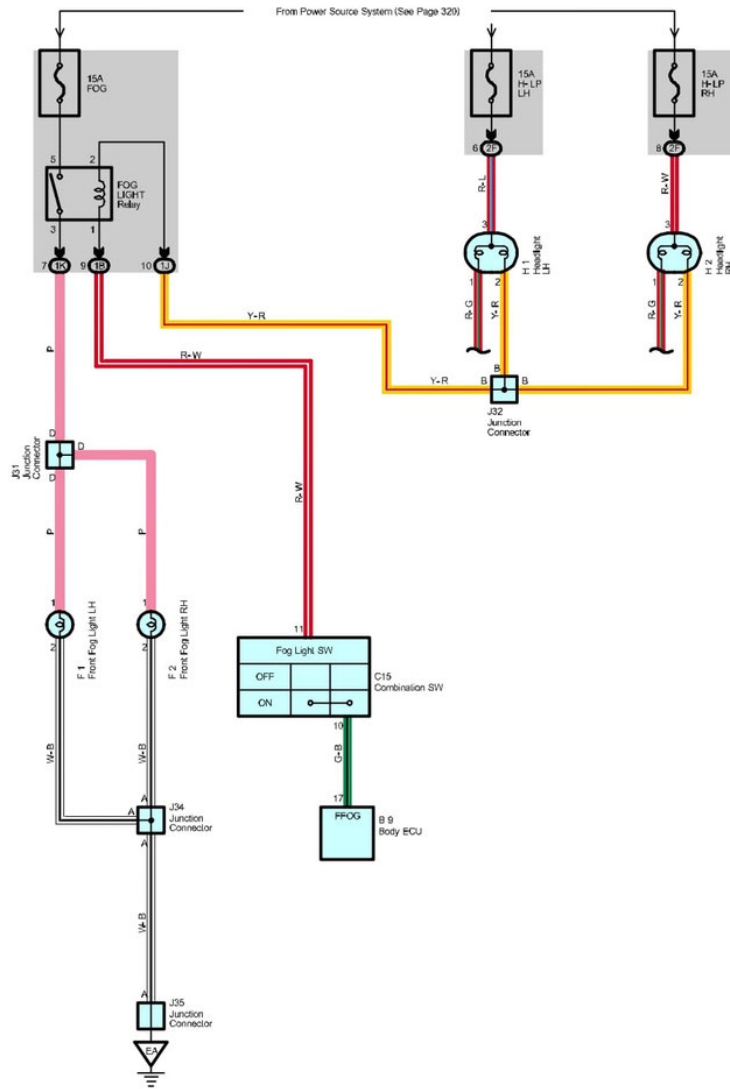 From Power Source System (See Page 320)
15A
FOG
15A
H-LP
LH
15A
H-LP
RH
5
2
FOG
LIGHT
Relay
3
1
7 1K
9 1B
10 1J
6 2F
8 2F
R-L
R-W
3
3
H 1
Headlight
LH
H 2
Headlight
RH
1
2
1
2
R-G
Y-R
R-G
Y-R
Y-R
R-W
Y-R
B
B
B
J32
Junction
Connector
P
D
D
D
J31
Junction
Connector
P
P
R-W
1
1
2
2
F 1
Front Fog Light LH
F 2
Front Fog Light RH
11
Fog Light SW
OFF
ON
C15
Combination SW
10
G-B
17
FFOG
B 9
Body ECU
W-B
W-B
A
A
A
J34
Junction
Connector
W-B
A
J35
Junction
Connector
EA